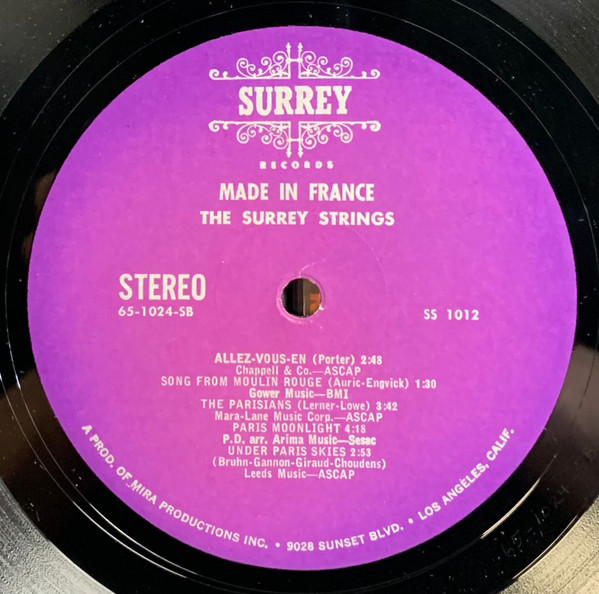 SURREY
RECORDS
MADE IN FRANCE
THE SURREY STRINGS
STEREO
65-1024-SB
SS 1012
ALLEZ-VOUS-EN (Porter) 2:48
Chappell & Co.—ASCAP
SONG FROM MOULIN ROUGE (Auric-Engvick) 1:30
Gower Music—BMI
THE PARISIANS (Lerner-Lowe) 3:42
Mara-Lane Music Corp.—ASCAP
PARIS MOONLIGHT 4:18
P.D. arr. Arima Music—Sesac
UNDER PARIS SKIES 2:53
(Bruhn-Gannon-Giraud-Choudens)
Leeds Music—ASCAP
A PROD. OF MIRA PRODUCTIONS INC. • 9028 SUNSET BLVD. • LOS ANGELES, CALIF.